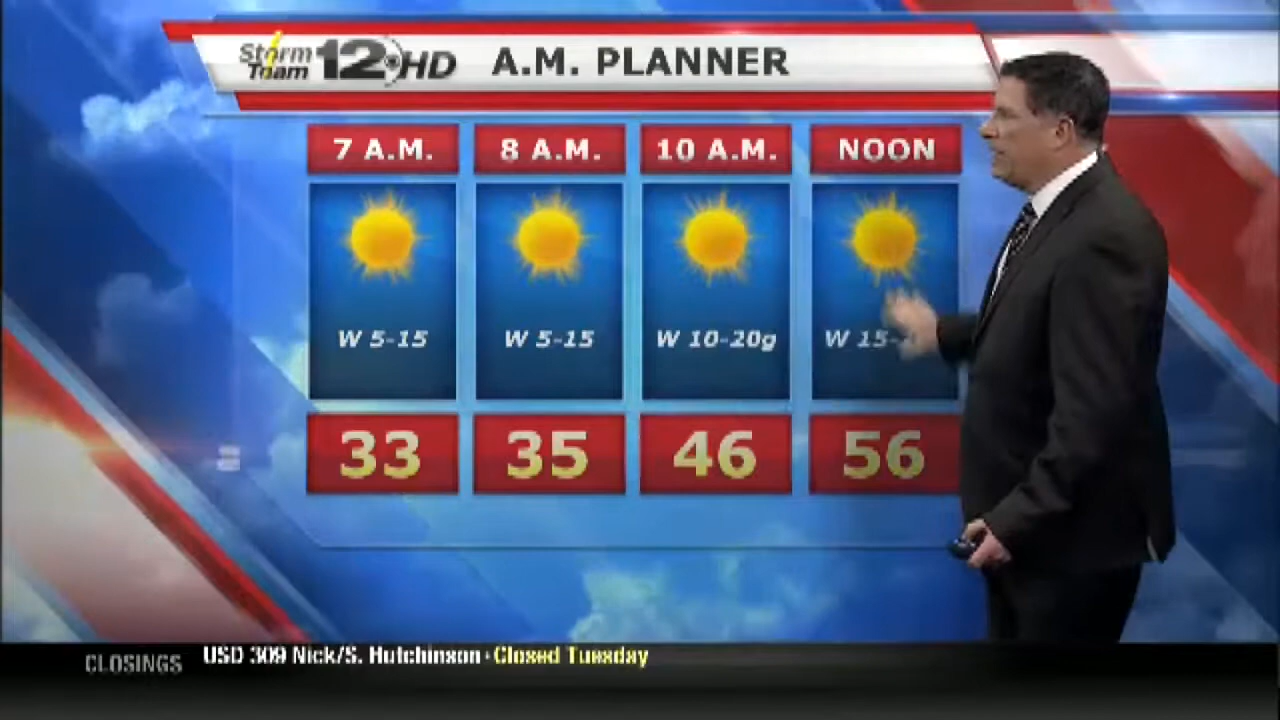 Storm Team 12 HD A.M. PLANNER
7 A.M. 8 A.M. 10 A.M. NOON
W 5-15 W 5-15 W 10-20g W 15-
33 35 46 56
CLOSINGS USD 309 Nick/S. Hutchinson · Closed Tuesday